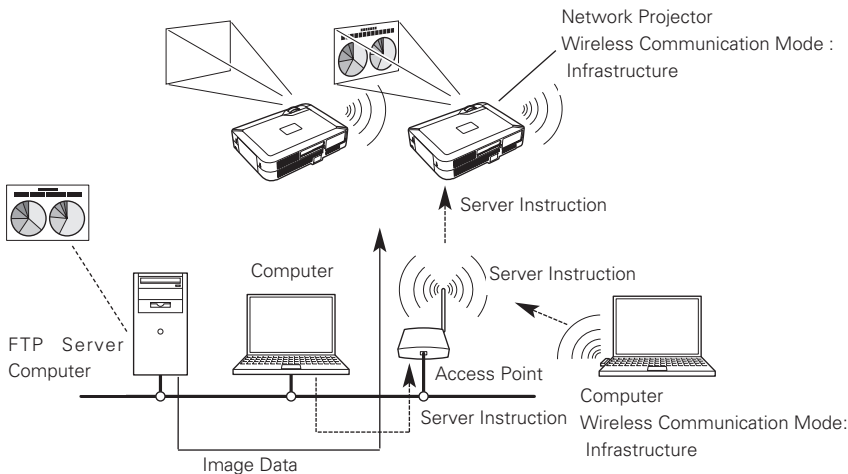 Network Projector
Wireless Communication Mode :
Infrastructure
Server Instruction
Computer
Server Instruction
FTP Server
Computer
Access Point
Computer
Server Instruction
Wireless Communication Mode:
Infrastructure
Image Data